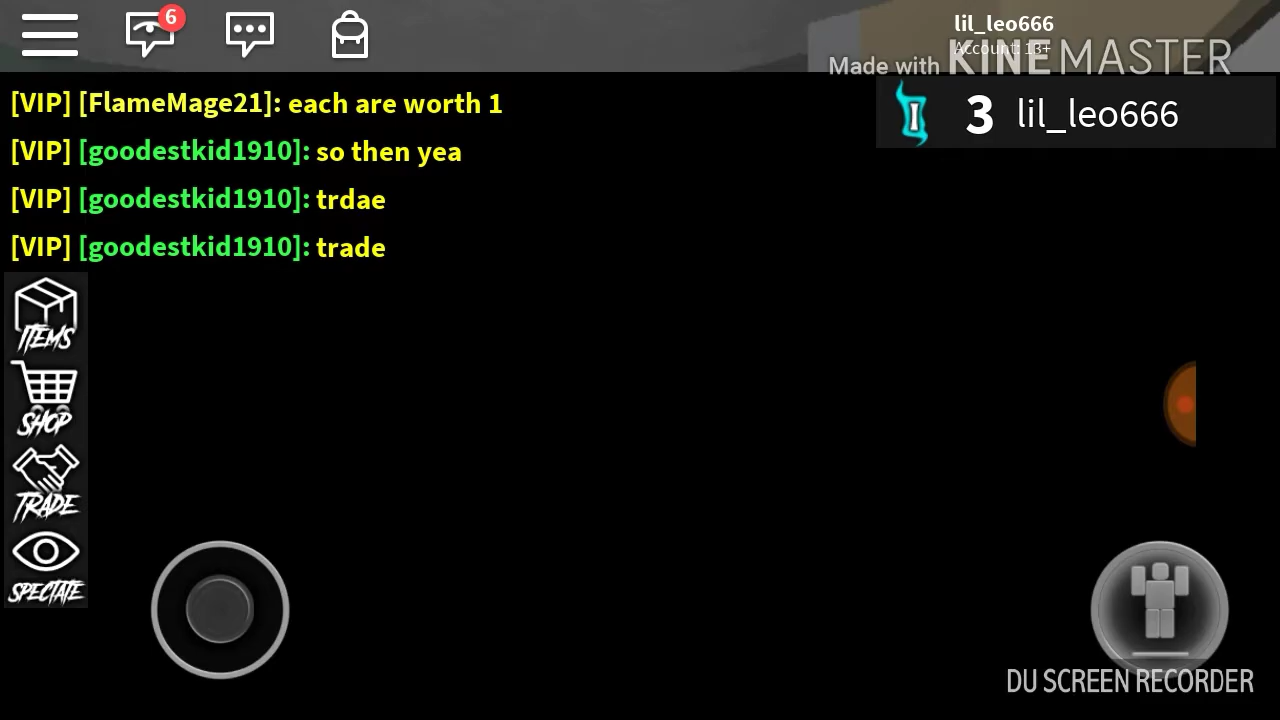 6
lil_leo666
Account: 13+
Made with KINEMASTER
3 lil_leo666
[VIP] [FlameMage21]: each are worth 1
[VIP] [goodestkid1910]: so then yea
[VIP] [goodestkid1910]: trdae
[VIP] [goodestkid1910]: trade
ITEMS
SHOP
TRADE
SPECTATE
DU SCREEN RECORDER